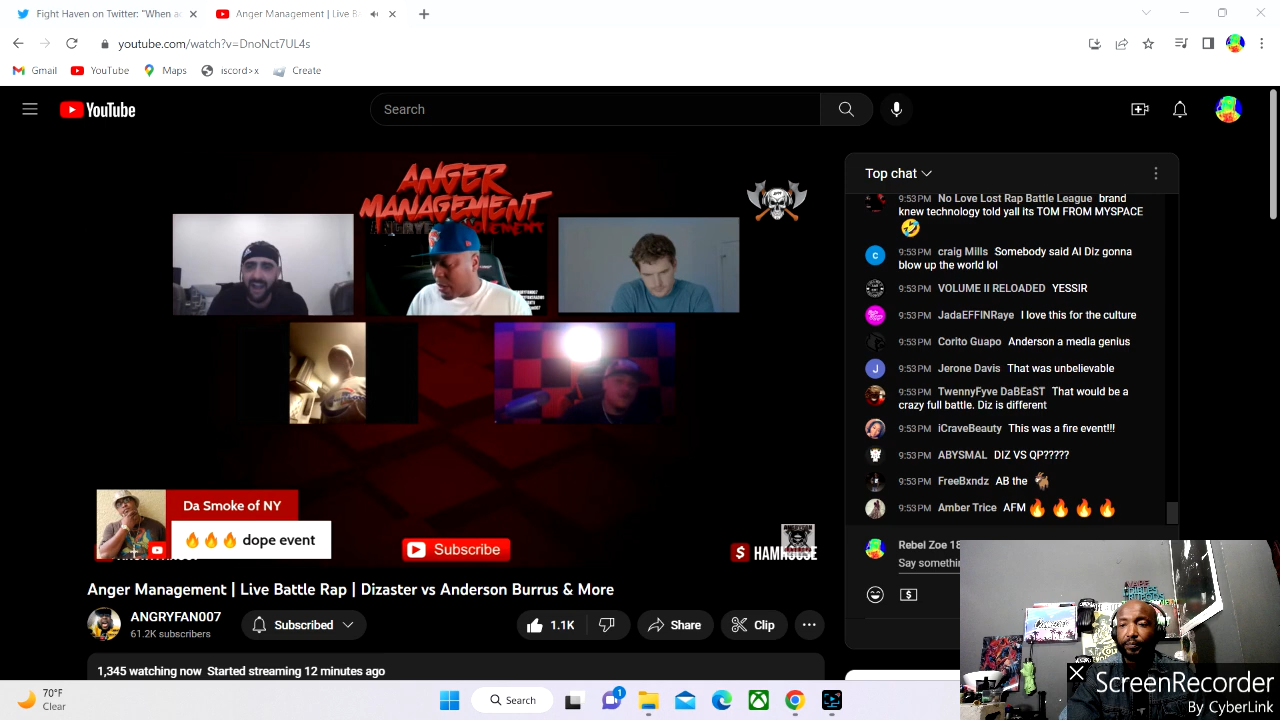 Fight Haven on Twitter: "When a
Anger Management | Live B
youtube.com/watch?v=DnoNct7UL4s
Gmail
YouTube
Maps
iscord>x
Create
YouTube
Search
ANGER
MANAGEMENT
Da Smoke of NY
🔥🔥🔥 dope event
Subscribe
$ HAMHOUSE
Top chat
9:53 PM No Love Lost Rap Battle League brand
knew technology told yall its TOM FROM MYSPACE
🤣
9:53 PM craig Mills Somebody said Al Diz gonna
blow up the world lol
9:53 PM VOLUME II RELOADED YESSIR
9:53 PM JadaEFFINRaye I love this for the culture
9:53 PM Corito Guapo Anderson a media genius
9:53 PM Jerone Davis That was unbelievable
9:53 PM TwennyFyve DaBEaST That would be a
crazy full battle. Diz is different
9:53 PM iCraveBeauty This was a fire event!!!
9:53 PM ABYSMAL DIZ VS QP?????
9:53 PM FreeBxndz AB the 🐐
9:53 PM Amber Trice AFM 🔥🔥🔥🔥
Rebel Zoe 18
Say somethin
Anger Management | Live Battle Rap | Dizaster vs Anderson Burrus & More
ANGRYFAN007
61.2K subscribers
Subscribed
1.1K
Share
Clip
1,345 watching now Started streaming 12 minutes ago
ScreenRecorder
By CyberLink
70°F
Clear
Search
1